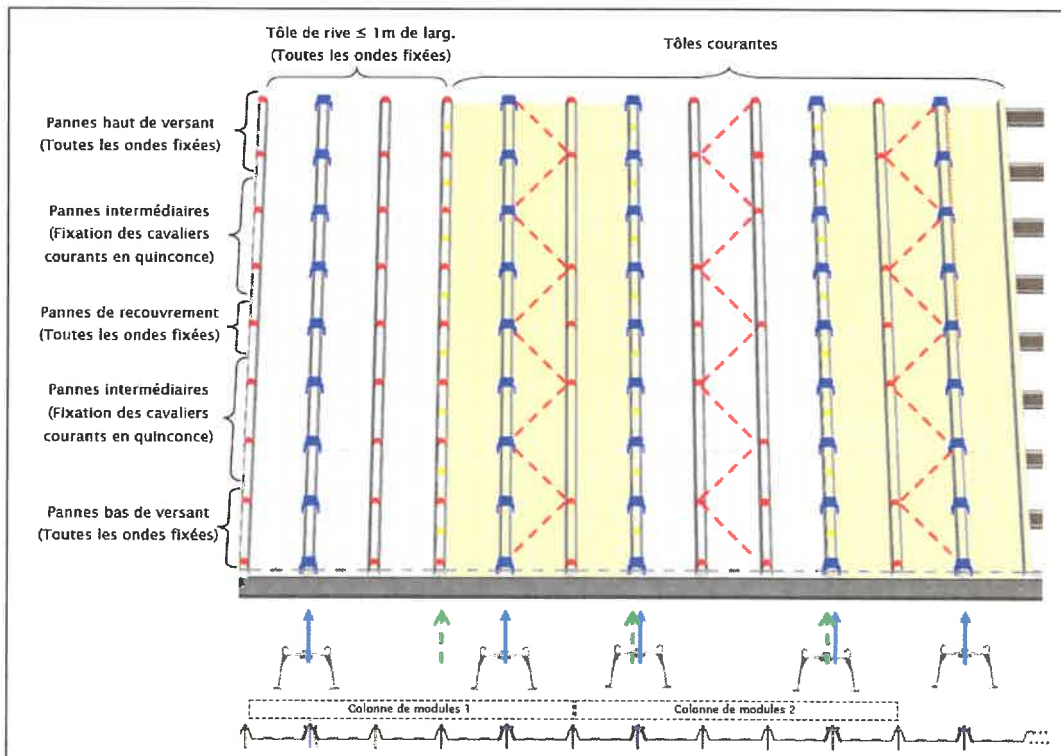 Tôle de rive ≤ 1m de larg.
(Toutes les ondes fixées)
Tôles courantes
Pannes haut de versant
(Toutes les ondes fixées)
Pannes intermédiaires
(Fixation des cavaliers
courants en quinconce)
Pannes de recouvrement
(Toutes les ondes fixées)
Pannes intermédiaires
(Fixation des cavaliers
courants en quinconce)
Pannes bas de versant
(Toutes les ondes fixées)
Colonne de modules 1
Colonne de modules 2